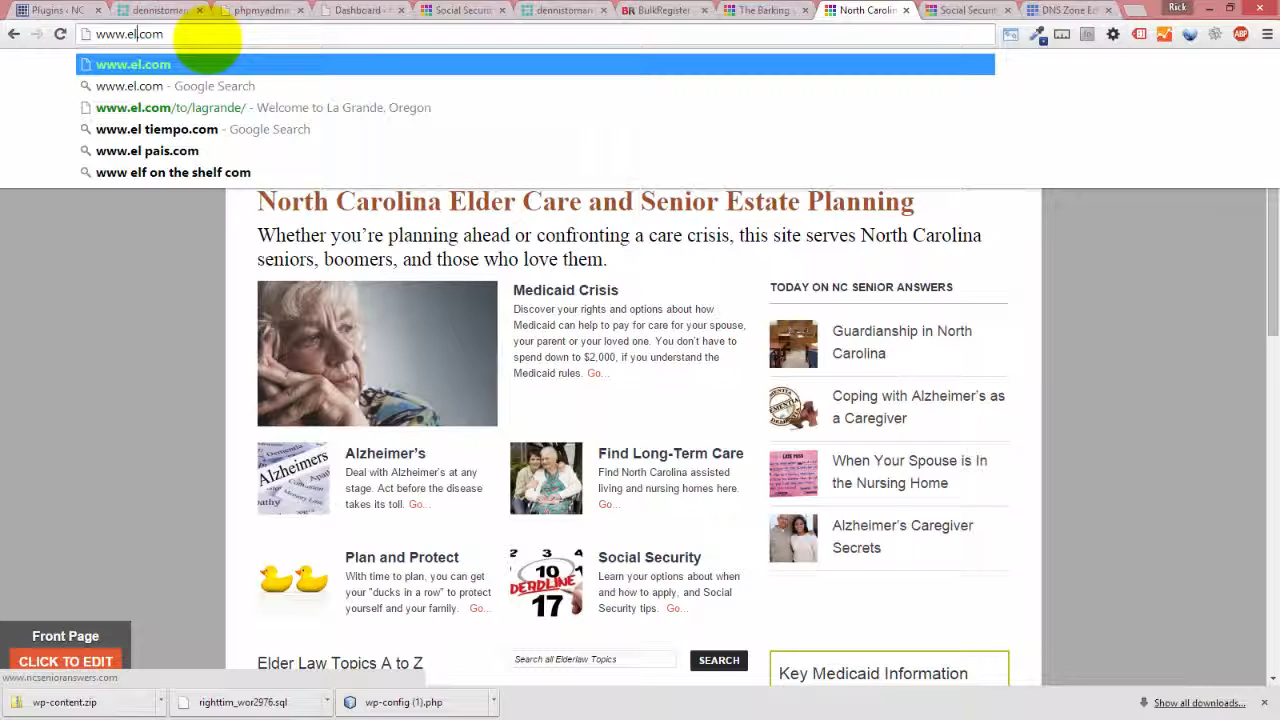 Plugins ‹ NC
dennistoman
phpmyadmin
Dashboard ‹
Social Securit
dennistoman
BulkRegister
The Barking
North Carolin
Social Securit
DNS Zone Ed
Rick
www.el.com
www.el.com
www.el.com - Google Search
www.el.com/to/lagrande/ - Welcome to La Grande, Oregon
www.el tiempo.com - Google Search
www.el pais.com
www elf on the shelf com
North Carolina Elder Care and Senior Estate Planning
Whether you’re planning ahead or confronting a care crisis, this site serves North Carolina
seniors, boomers, and those who love them.
Medicaid Crisis
Discover your rights and options about how
Medicaid can help to pay for care for your spouse,
your parent or your loved one. You don't have to
spend down to $2,000, if you understand the
Medicaid rules. Go...
TODAY ON NC SENIOR ANSWERS
Guardianship in North
Carolina
Coping with Alzheimer’s as
a Caregiver
When Your Spouse is In
the Nursing Home
Alzheimer’s Caregiver
Secrets
Alzheimer’s
Deal with Alzheimer's at any
stage. Act before the disease
takes its toll. Go...
Find Long-Term Care
Find North Carolina assisted
living and nursing homes here.
Go...
Alzheimers
Plan and Protect
With time to plan, you can get
your "ducks in a row" to protect
yourself and your family. Go...
2 3 4
10
DEADLINE
17
Social Security
Learn your options about when
and how to apply, and Social
Security tips. Go...
Front Page
CLICK TO EDIT
www.ncsenioranswers.com
Elder Law Topics A to Z
Search all Elderlaw Topics
SEARCH
Key Medicaid Information
wp-content.zip
righttim_wor2976.sql
wp-config (1).php
Show all downloads...